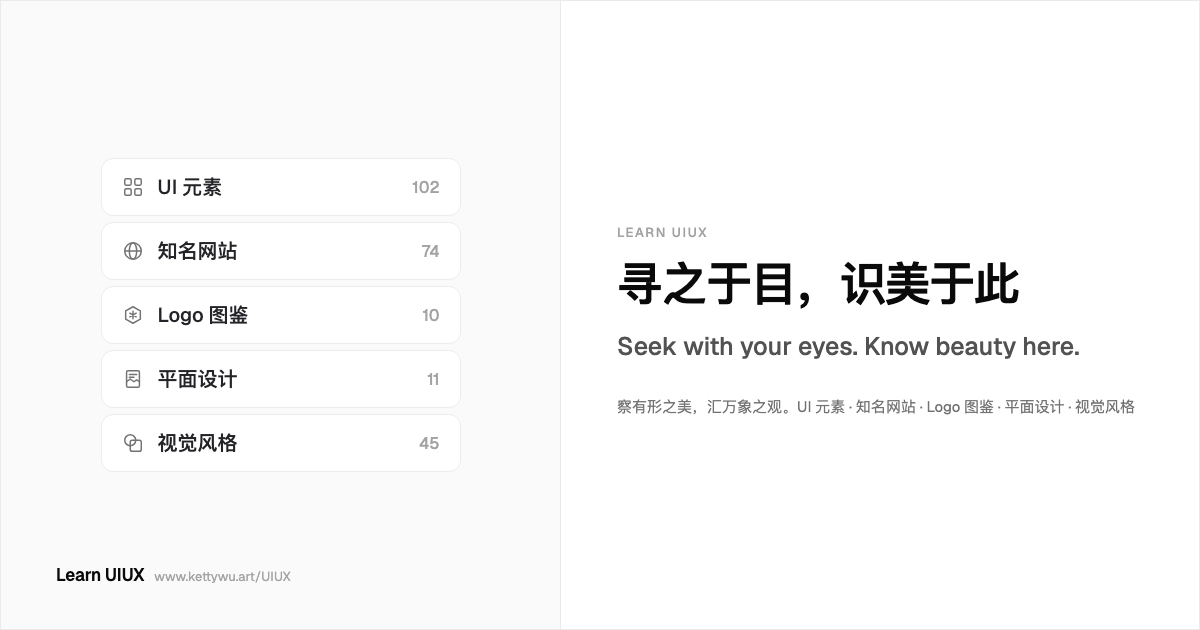 UI 元素 102
知名网站 74
Logo 图鉴 10
平面设计 11
视觉风格 45
Learn UIUX www.kettywu.art/UIUX
LEARN UIUX
寻之于目，识美于此
Seek with your eyes. Know beauty here.
察有形之美，汇万象之观。UI 元素 · 知名网站 · Logo 图鉴 · 平面设计 · 视觉风格